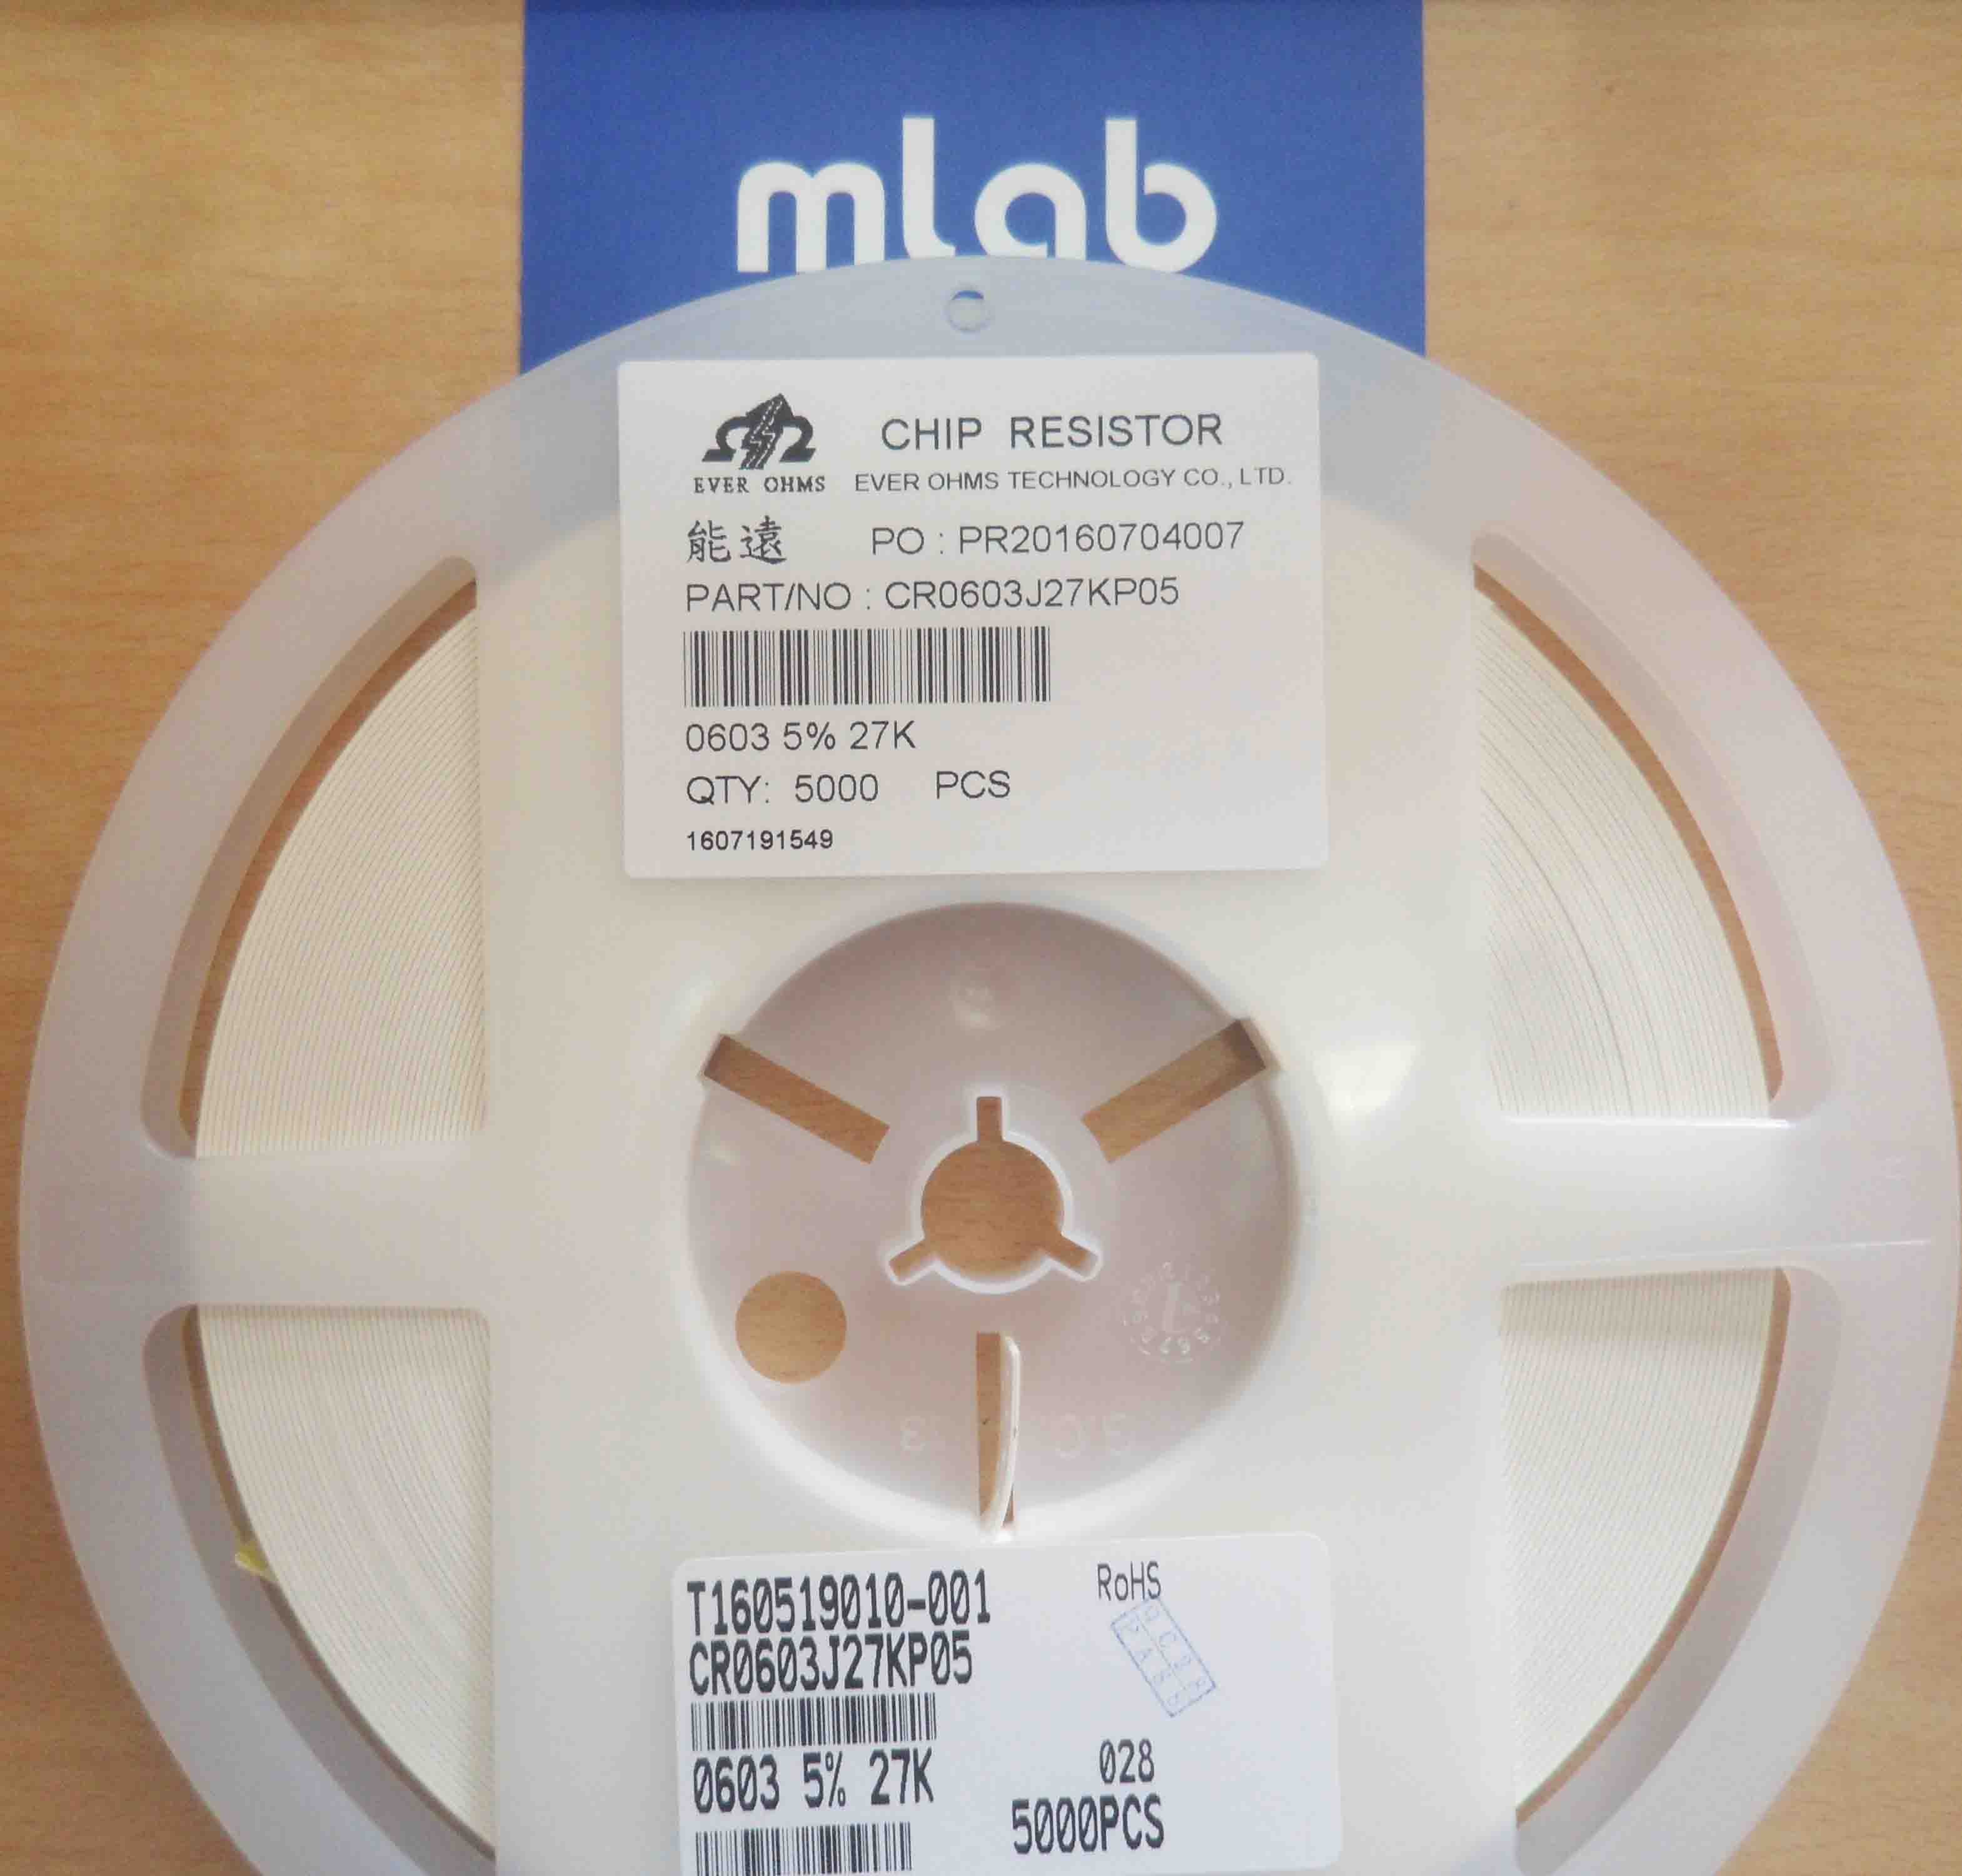 mlab
CHIP RESISTOR
EVER OHMS
EVER OHMS TECHNOLOGY CO., LTD.
能遠
PO : PR20160704007
PART/NO : CR0603J27KP05
0603 5% 27K
QTY: 5000 PCS
1607191549
T160519010-001
RoHS
CR0603J27KP05
0603 5% 27K
028
5000PCS